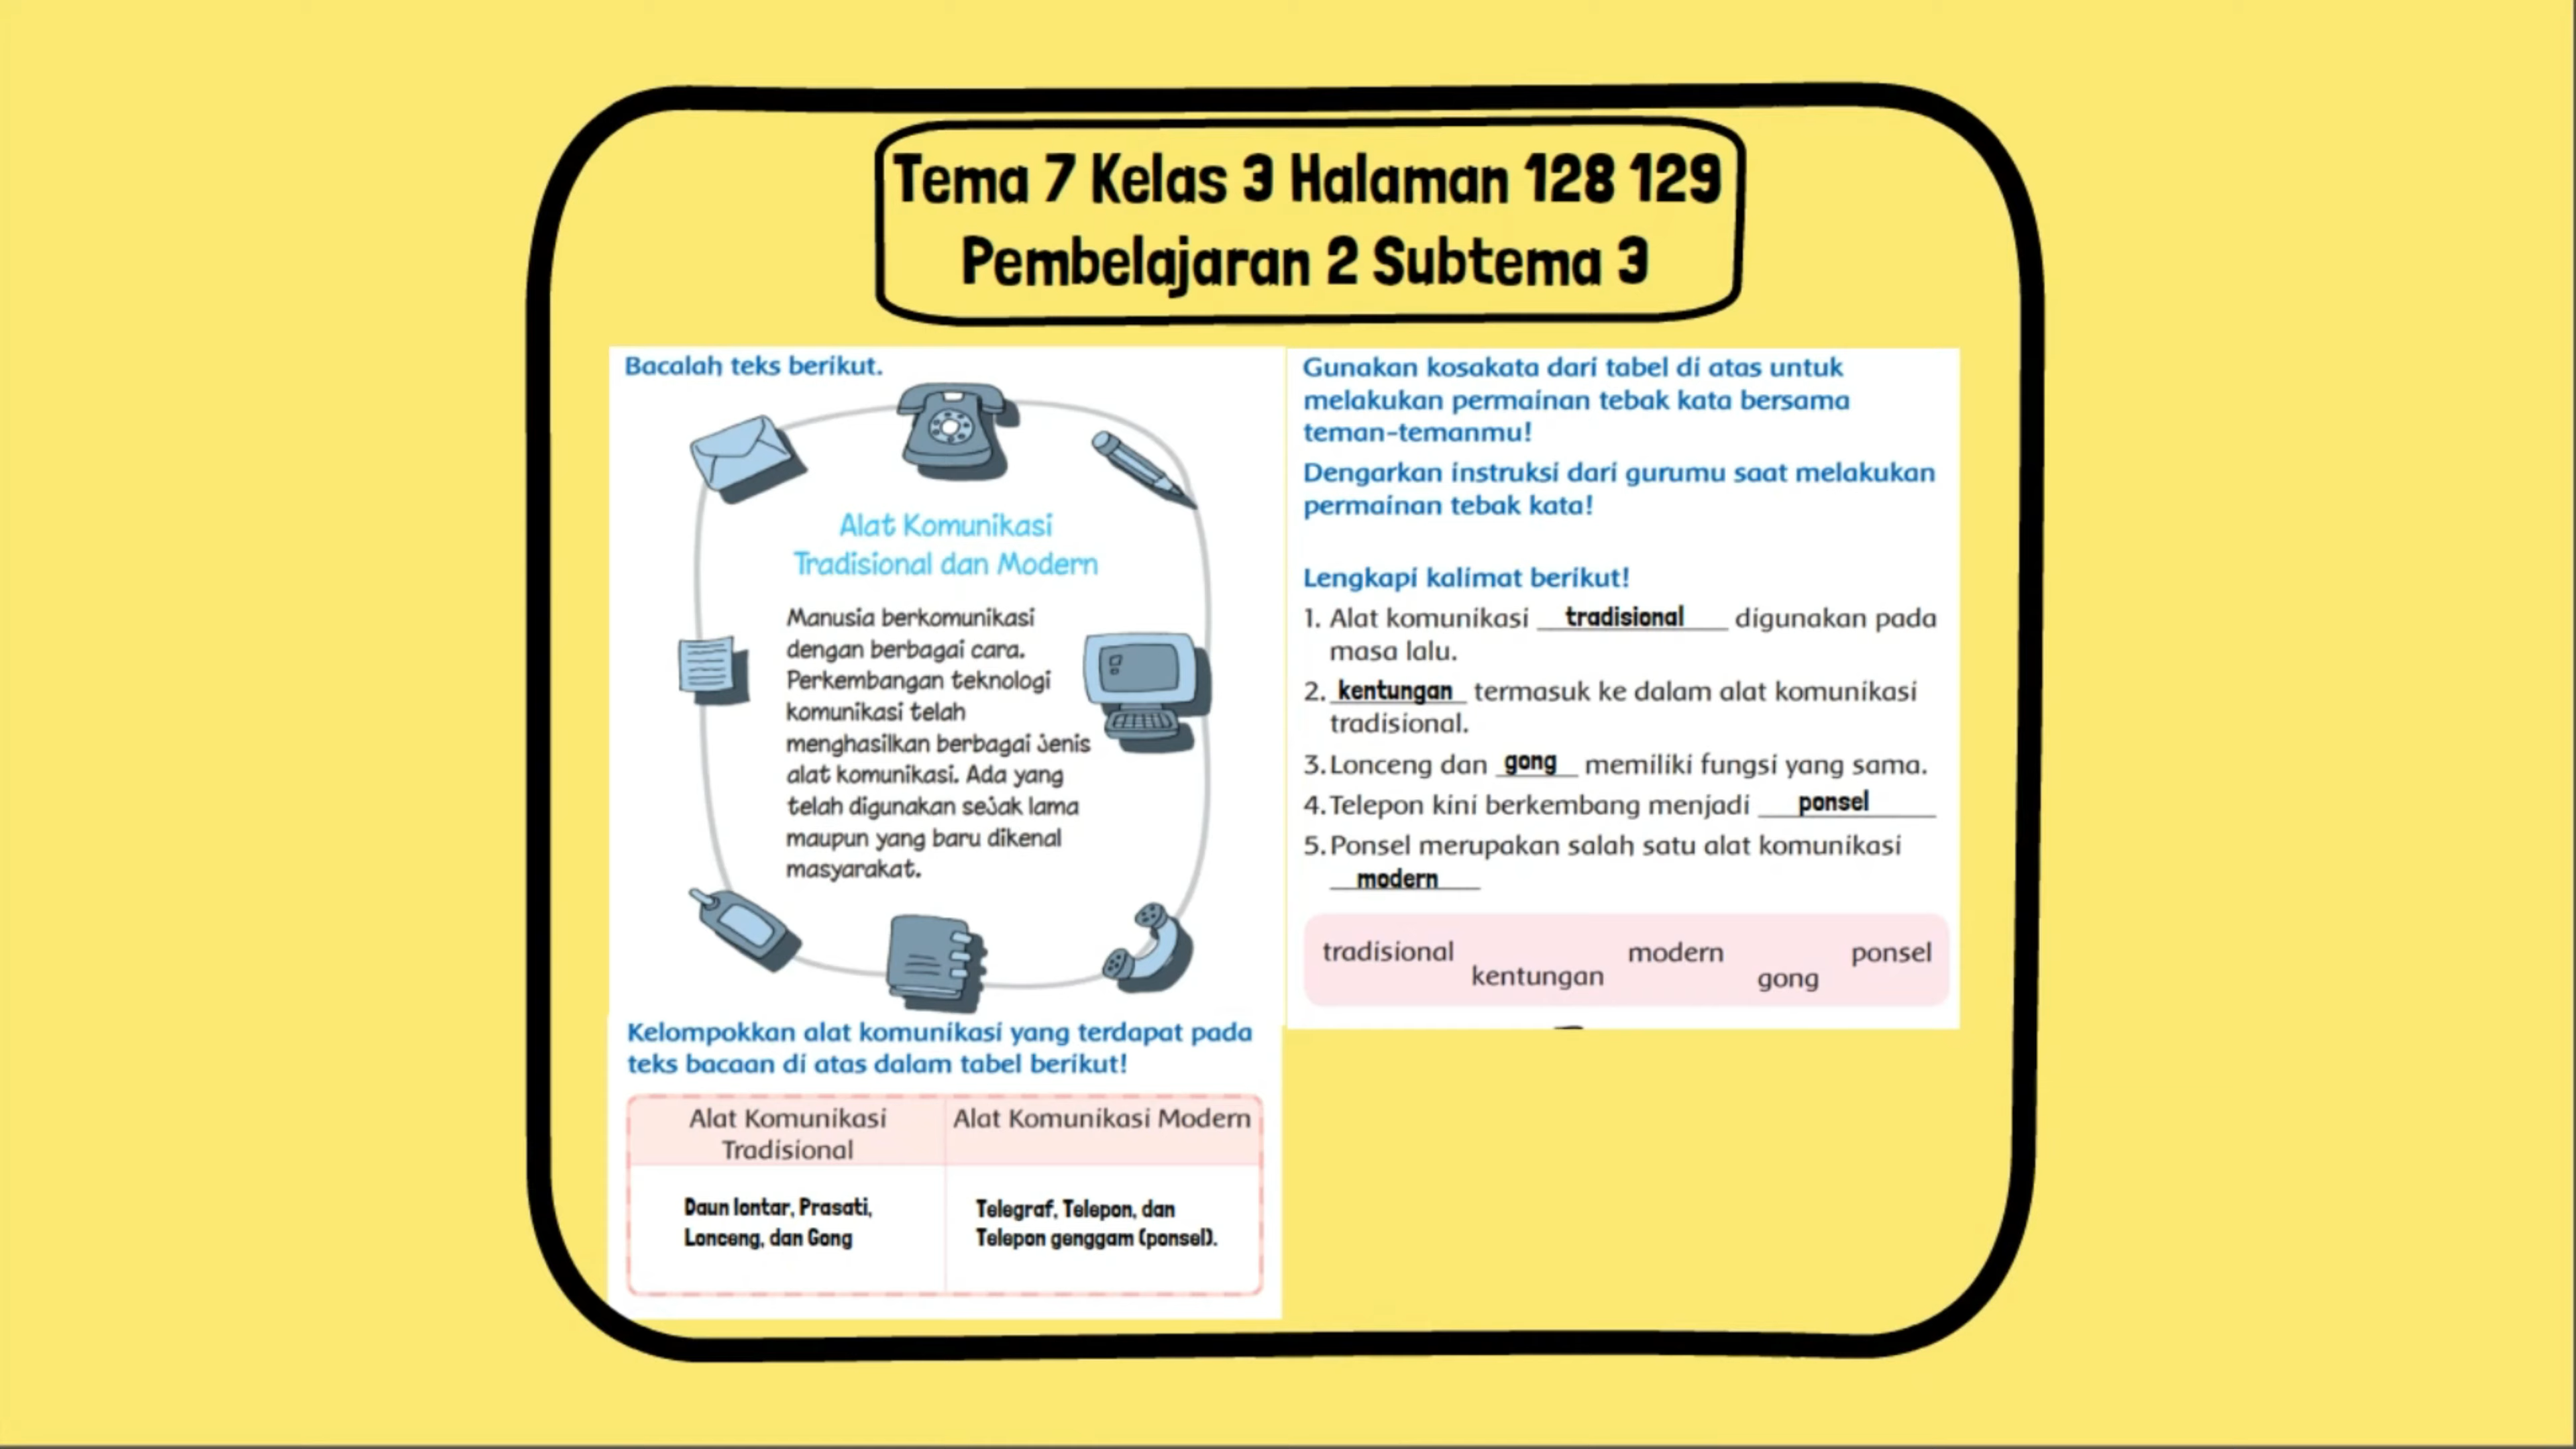 Tema 7 Kelas 3 Halaman 128 129
Pembelajaran 2 Subtema 3
Bacalah teks berikut.
Alat Komunikasi
Tradisional dan Modern
Manusia berkomunikasi
dengan berbagai cara.
Perkembangan teknologi
komunikasi telah
menghasilkan berbagai jenis
alat komunikasi. Ada yang
telah digunakan sejak lama
maupun yang baru dikenal
masyarakat.
Kelompokkan alat komunikasi yang terdapat pada
teks bacaan di atas dalam tabel berikut!
Alat Komunikasi
Tradisional
Alat Komunikasi Modern
Daun lontar, Prasati,
Lonceng, dan Gong
Telegraf, Telepon, dan
Telepon genggam (ponsel).
Gunakan kosakata dari tabel di atas untuk
melakukan permainan tebak kata bersama
teman-temanmu!
Dengarkan instruksi dari gurumu saat melakukan
permainan tebak kata!
Lengkapi kalimat berikut!
1. Alat komunikasi tradisional digunakan pada
masa lalu.
2. kentungan termasuk ke dalam alat komunikasi
tradisional.
3. Lonceng dan gong memiliki fungsi yang sama.
4. Telepon kini berkembang menjadi ponsel
5. Ponsel merupakan salah satu alat komunikasi
modern
tradisional modern ponsel
kentungan gong